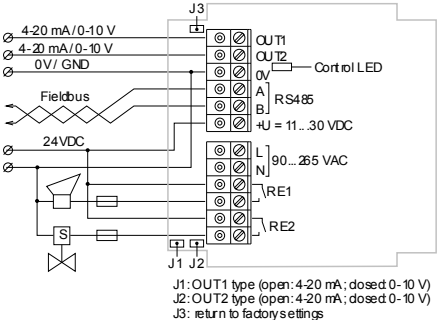 J3
4-20 mA/0-10 V
OUT1
4-20 mA/0-10 V
OUT2
0V/ GND
0V
Control LED
Fieldbus
A
B
RS485
+U = 11...30 VDC
24VDC
L
N
90...265 VAC
RE1
RE2
S
J1 J2
J1: OUT1 type (open: 4-20 mA; closed: 0-10 V)
J2: OUT2 type (open: 4-20 mA; closed: 0-10 V)
J3: return to factory settings